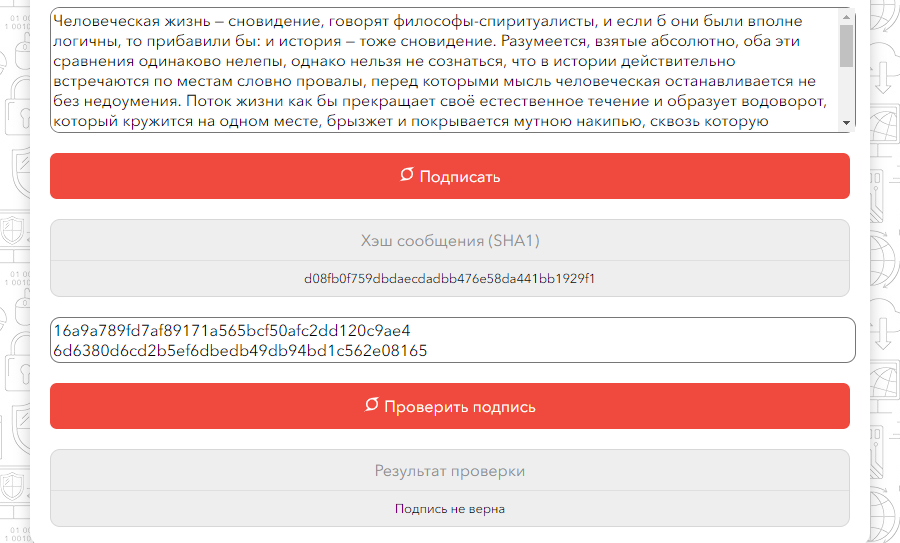 Человеческая жизнь — сновидение, говорят философы-спиритуалисты, и если б они были вполне
логичны, то прибавили бы: и история — тоже сновидение. Разумеется, взятые абсолютно, оба эти
сравнения одинаково нелепы, однако нельзя не сознаться, что в истории действительно
встречаются по местам словно провалы, перед которыми мысль человеческая останавливается не
без недоумения. Поток жизни как бы прекращает своё естественное течение и образует водоворот,
который кружится на одном месте, брызжет и покрывается мутною накипью, сквозь которую
Подписать
Хэш сообщения (SHA1)
d08fb0f759dbdaecdadbb476e58da441bb1929f1
16a9a789fd7af89171a565bcf50afc2dd120c9ae4
6d6380d6cd2b5ef6dbedb49db94bd1c562e08165
Проверить подпись
Результат проверки
Подпись не верна